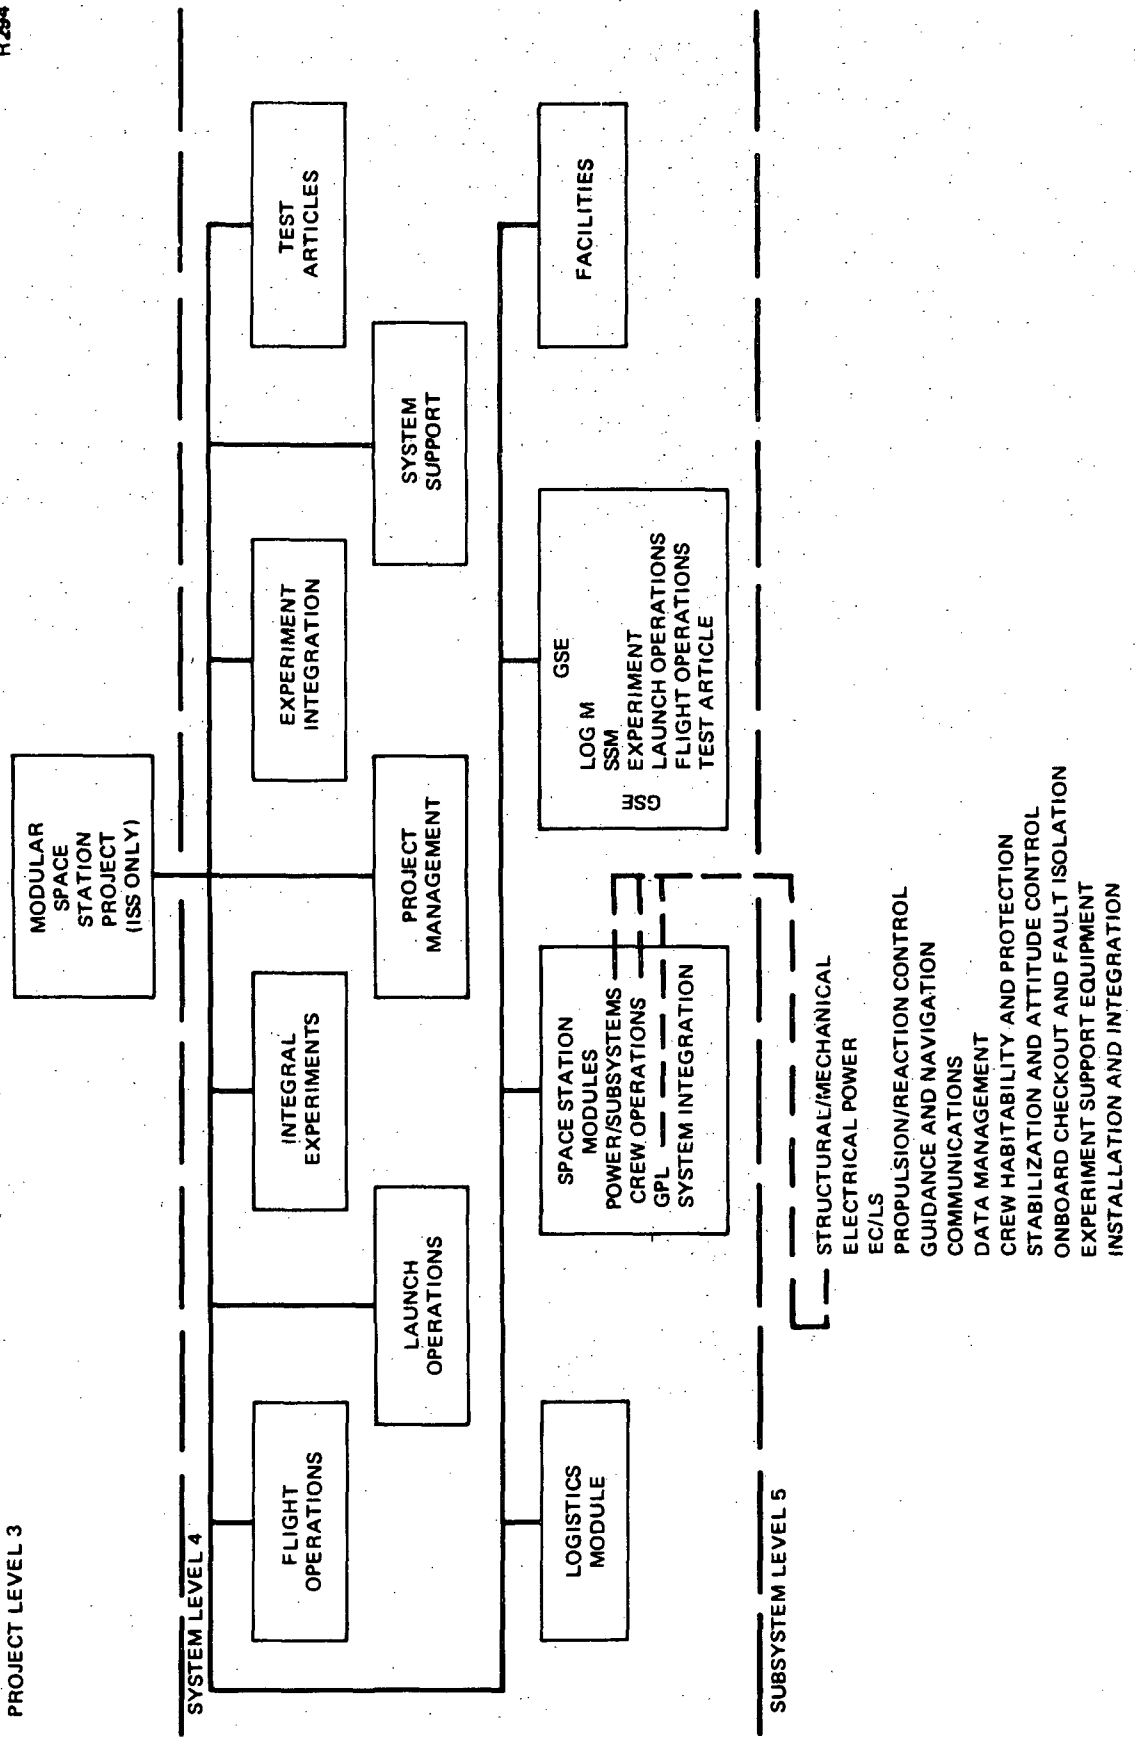 R294
PROJECT LEVEL 3
MODULAR
SPACE
STATION
PROJECT
(ISS ONLY)
SYSTEM LEVEL 4
FLIGHT
OPERATIONS
INTEGRAL
EXPERIMENTS
EXPERIMENT
INTEGRATION
TEST
ARTICLES
LAUNCH
OPERATIONS
PROJECT
MANAGEMENT
SYSTEM
SUPPORT
LOGISTICS
MODULE
SPACE STATION
MODULES
POWER/SUBSYSTEMS
CREW OPERATIONS
GPL
SYSTEM INTEGRATION
GSE
LOG M
SSM
EXPERIMENT
LAUNCH OPERATIONS
FLIGHT OPERATIONS
TEST ARTICLE
GSE
FACILITIES
SUBSYSTEM LEVEL 5
STRUCTURAL/MECHANICAL
ELECTRICAL POWER
EC/LS
PROPULSION/REACTION CONTROL
GUIDANCE AND NAVIGATION
COMMUNICATIONS
DATA MANAGEMENT
CREW HABITABILITY AND PROTECTION
STABILIZATION AND ATTITUDE CONTROL
ONBOARD CHECKOUT AND FAULT ISOLATION
EXPERIMENT SUPPORT EQUIPMENT
INSTALLATION AND INTEGRATION